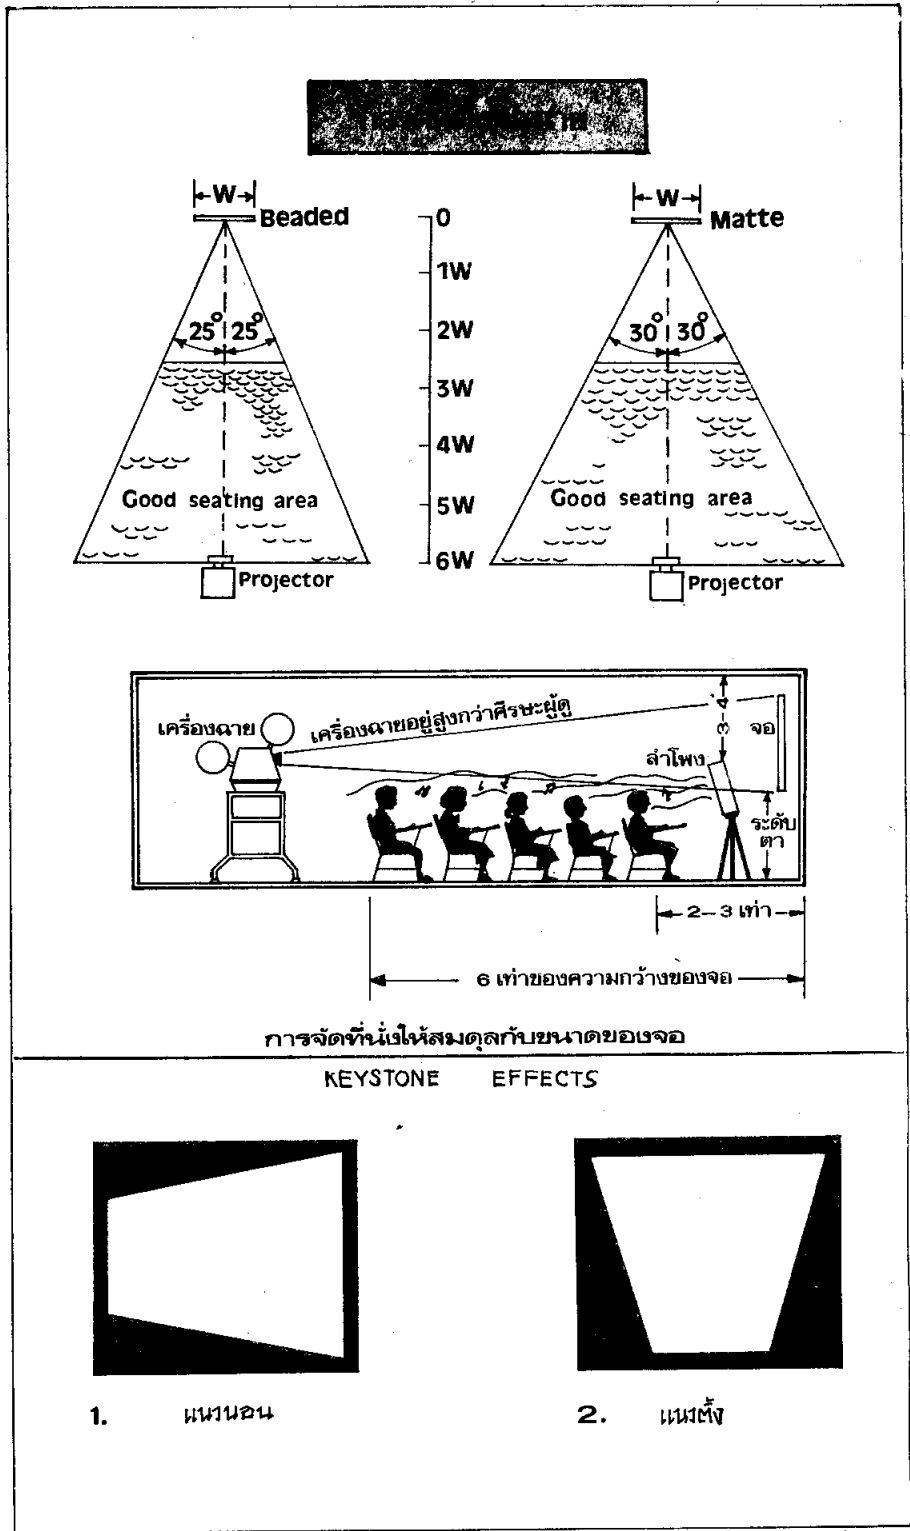 W
Beaded
W
Matte
0
1W
2W
3W
4W
5W
6W
25° 25°
30° 30°
Good seating area
Good seating area
Projector
Projector
เครื่องฉาย
เครื่องฉายอยู่สูงกว่าศีรษะผู้ดู
3-4'
จอ
ลำโพง
ระดับ
ตา
2-3 เท่า
6 เท่าของความกว้างของจอ
การจัดที่นั่งให้สมดุลกับขนาดของจอ
KEYSTONE EFFECTS
1. แนวนอน
2. แนวตั้ง